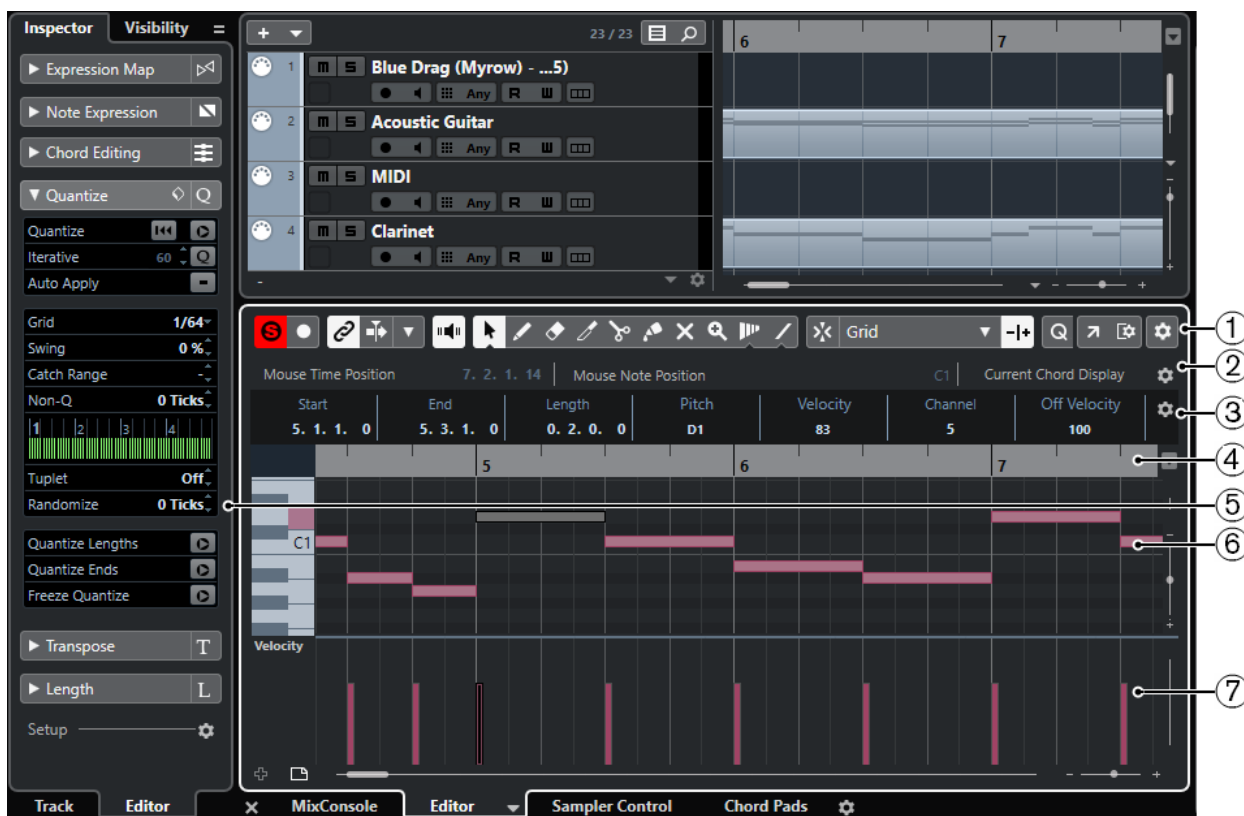 Inspector Visibility
Expression Map
Note Expression
Chord Editing
Quantize Q
Quantize
Iterative 60 Q
Auto Apply
Grid 1/64
Swing 0 %
Catch Range -
Non-Q 0 Ticks
1 2 3 4
Tuplet Off
Randomize 0 Ticks
Quantize Lengths
Quantize Ends
Freeze Quantize
Transpose T
Length L
Setup
Track Editor
+ 23 / 23
1 m S Blue Drag (Myrow) - ...5)
Any R W
2 m S Acoustic Guitar
Any R W
3 m S MIDI
Any R W
4 m S Clarinet
Any R W
-
6 7
S Grid Q
Mouse Time Position 7. 2. 1. 14 Mouse Note Position C1 Current Chord Display
Start End Length Pitch Velocity Channel Off Velocity
5. 1. 1. 0 5. 3. 1. 0 0. 2. 0. 0 D1 83 5 100
5 6 7
C1
Velocity
MixConsole Editor Sampler Control Chord Pads
1
2
3
4
5
6
7